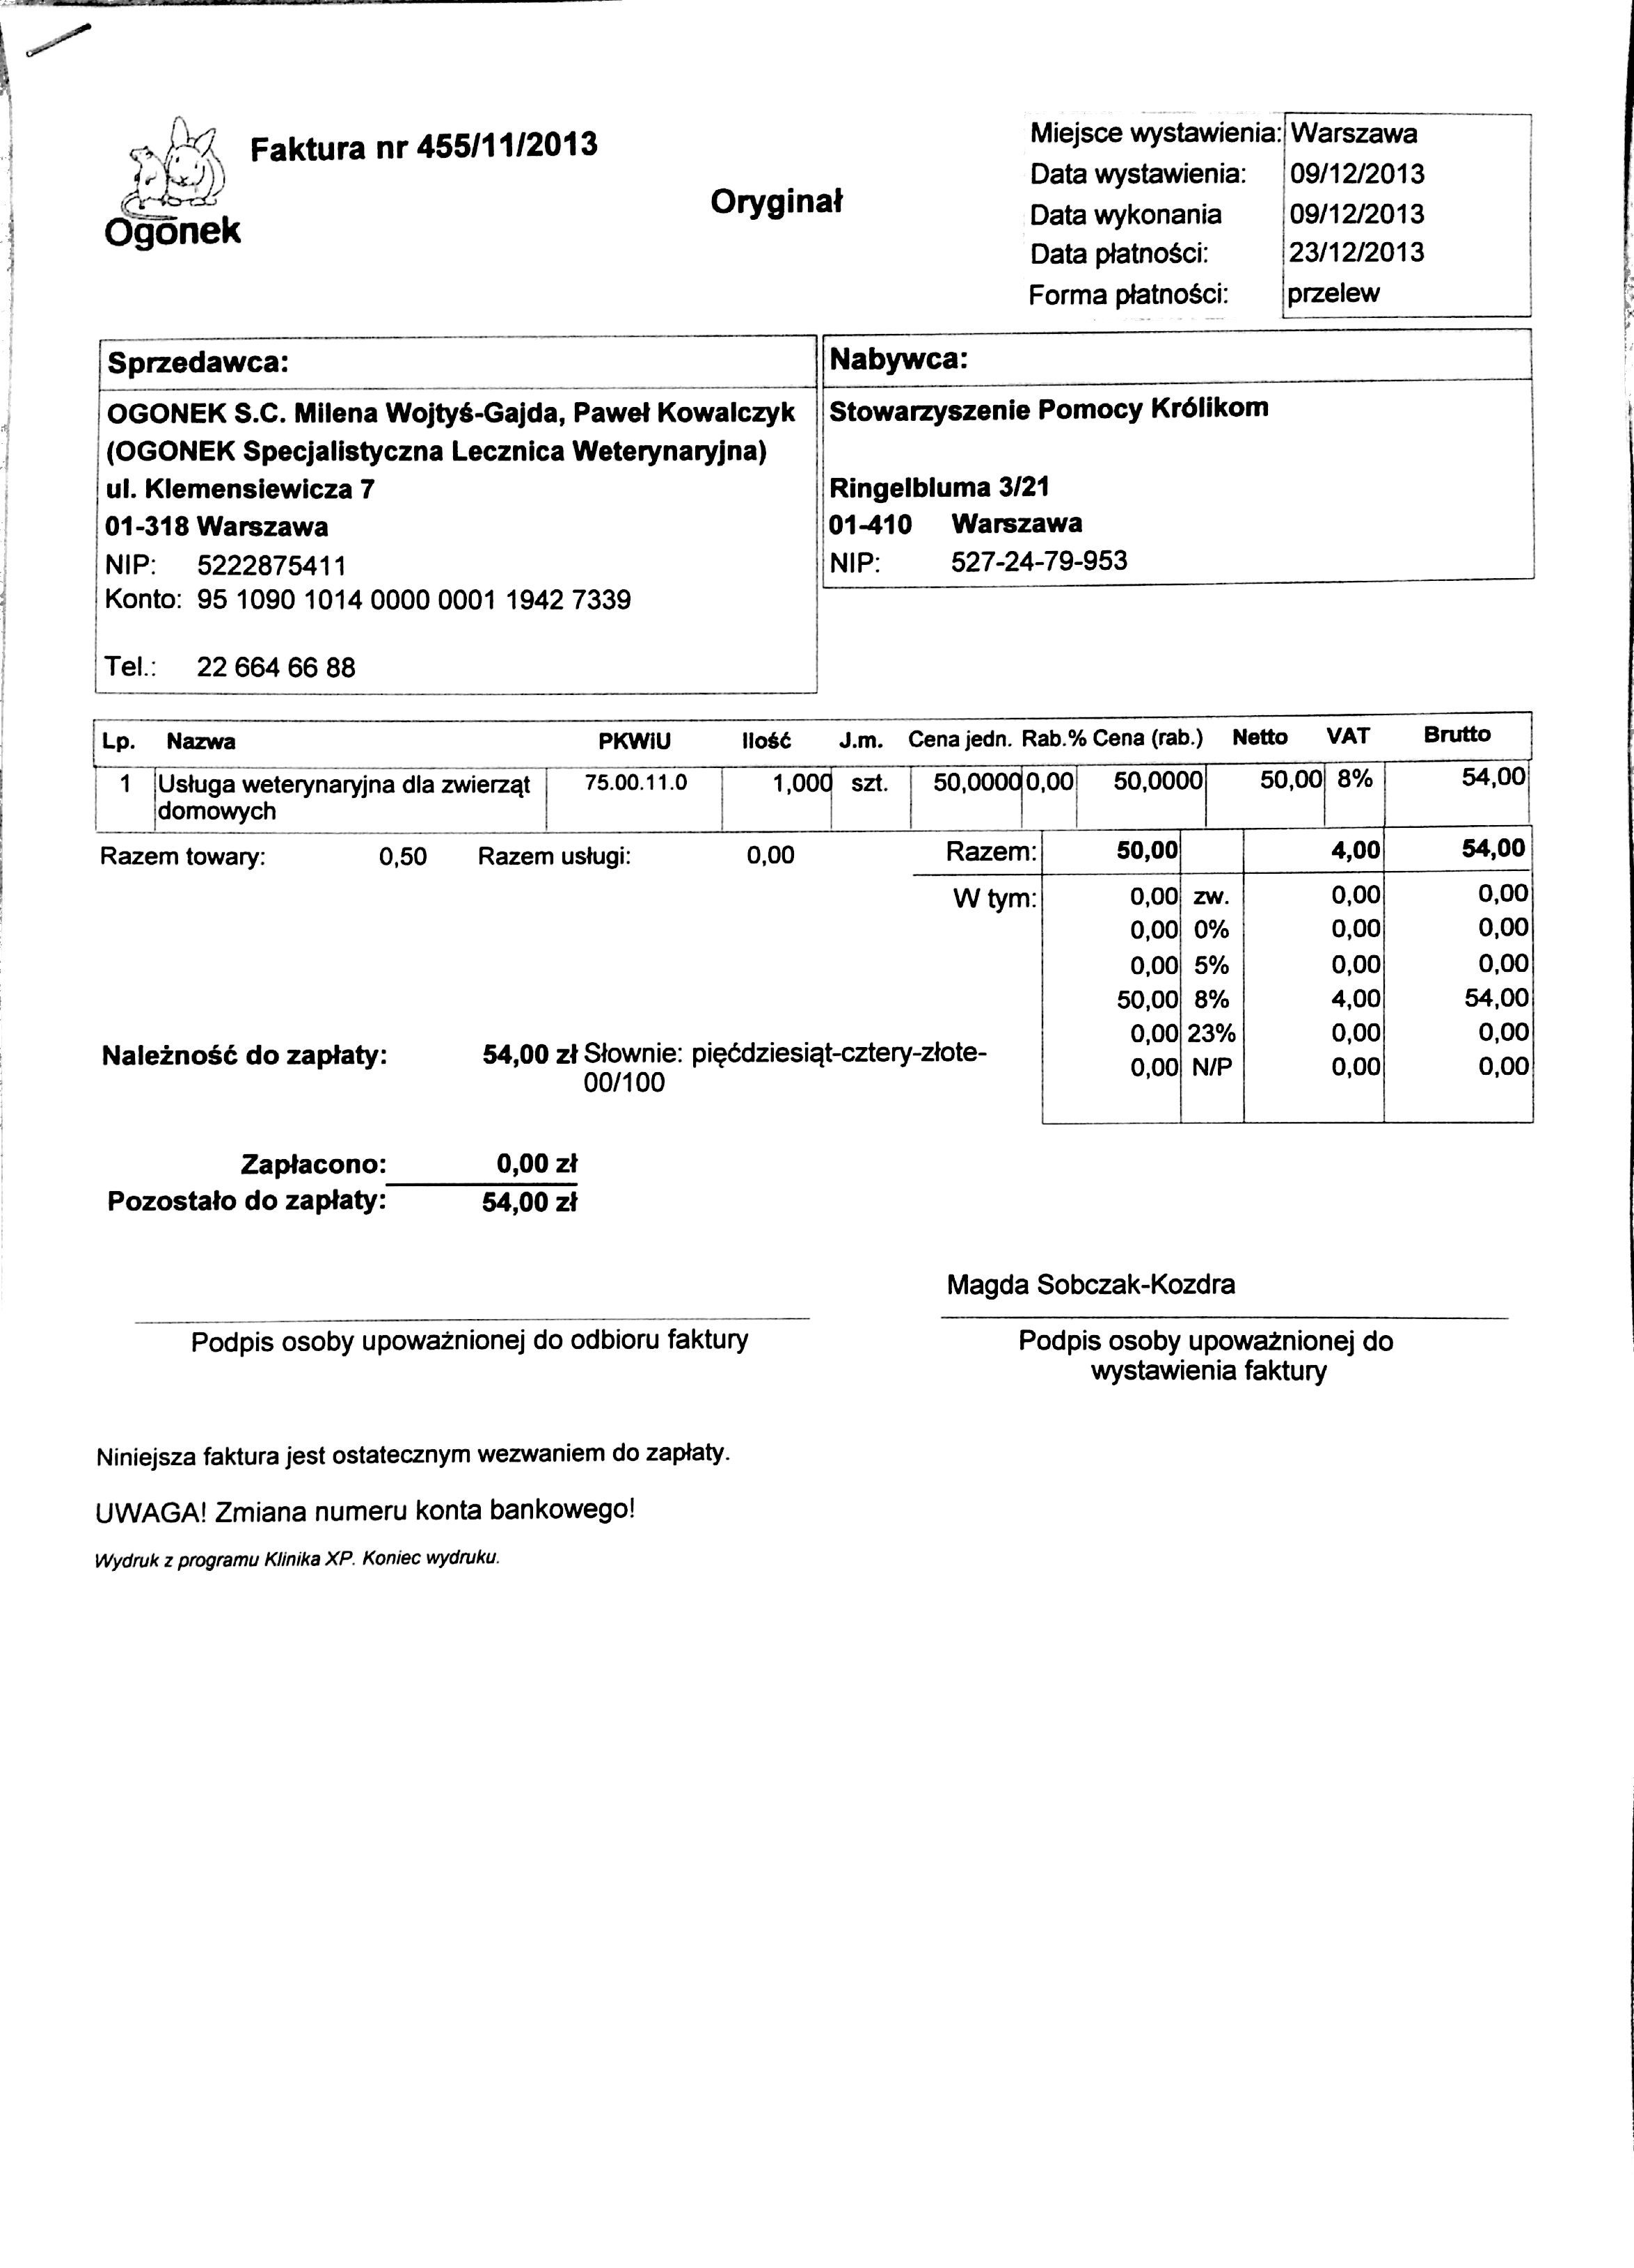 Faktura nr 455/11/2013
Oryginał
Ogonek
Miejsce wystawienia: Warszawa
Data wystawienia: 09/12/2013
Data wykonania 09/12/2013
Data płatności: 23/12/2013
Forma płatności: przelew
Sprzedawca:
OGONEK S.C. Milena Wojtyś-Gajda, Paweł Kowalczyk
(OGONEK Specjalistyczna Lecznica Weterynaryjna)
ul. Klemensiewicza 7
01-318 Warszawa
NIP: 5222875411
Konto: 95 1090 1014 0000 0001 1942 7339
Tel.: 22 664 66 88
Nabywca:
Stowarzyszenie Pomocy Królikom
Ringelbluma 3/21
01-410 Warszawa
NIP: 527-24-79-953
Lp. Nazwa PKWiU Ilość J.m. Cena jedn. Rab.% Cena (rab.) Netto VAT Brutto
1 Usługa weterynaryjna dla zwierząt 75.00.11.0 1,000 szt. 50,0000 0,00 50,0000 50,00 8% 54,00
domowych
Razem towary: 0,50 Razem usługi: 0,00 Razem: 50,00 4,00 54,00
W tym: 0,00 zw. 0,00 0,00
0,00 0% 0,00 0,00
0,00 5% 0,00 0,00
50,00 8% 4,00 54,00
0,00 23% 0,00 0,00
0,00 N/P 0,00 0,00
Należność do zapłaty: 54,00 zł Słownie: pięćdziesiąt-cztery-złote-
00/100
Zapłacono: 0,00 zł
Pozostało do zapłaty: 54,00 zł
Magda Sobczak-Kozdra
Podpis osoby upoważnionej do odbioru faktury
Podpis osoby upoważnionej do
wystawienia faktury
Niniejsza faktura jest ostatecznym wezwaniem do zapłaty.
UWAGA! Zmiana numeru konta bankowego!
Wydruk z programu Klinika XP. Koniec wydruku.